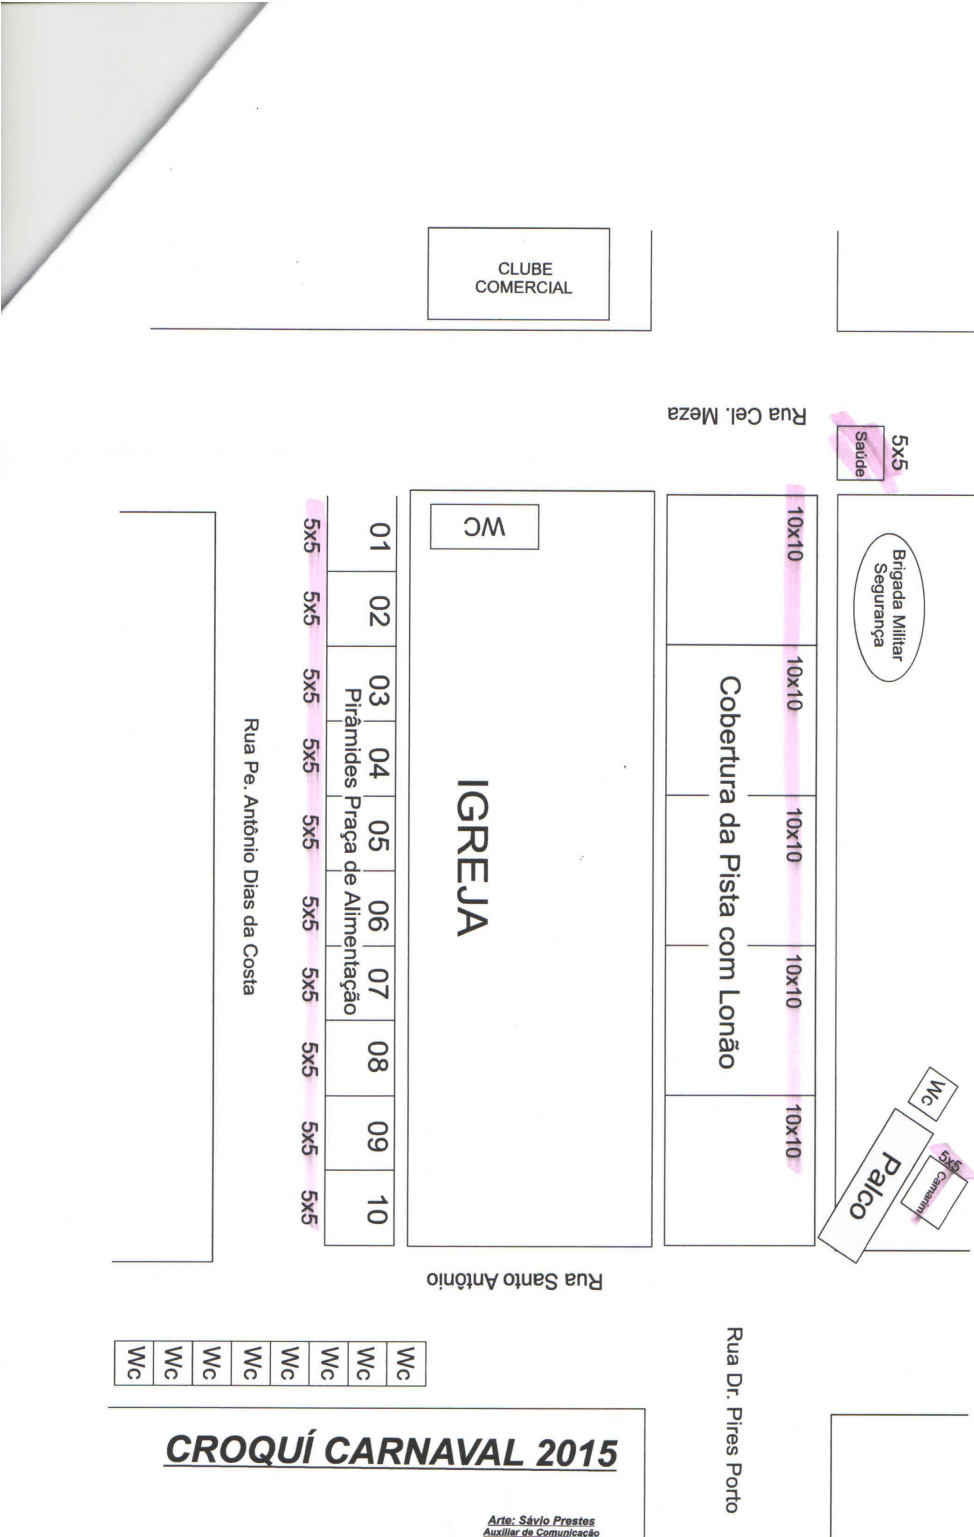 CLUBE
COMERCIAL
Rua Cel. Meza
5x5
Saúde
Brigada Militar
Segurança
WC
10x10
10x10
10x10
10x10
10x10
Cobertura da Pista com Lonão
IGREJA
01
02
03
04
05
06
07
08
09
10
Pirâmides Praça de Alimentação
5x5
5x5
5x5
5x5
5x5
5x5
5x5
5x5
5x5
5x5
Rua Pe. Antônio Dias da Costa
Wc
Palco
5x5
Camarim
Rua Santo Antônio
Rua Dr. Pires Porto
Wc
Wc
Wc
Wc
Wc
Wc
Wc
Wc
CROQUÍ CARNAVAL 2015
Arte: Sávio Prestes
Auxiliar de Comunicação